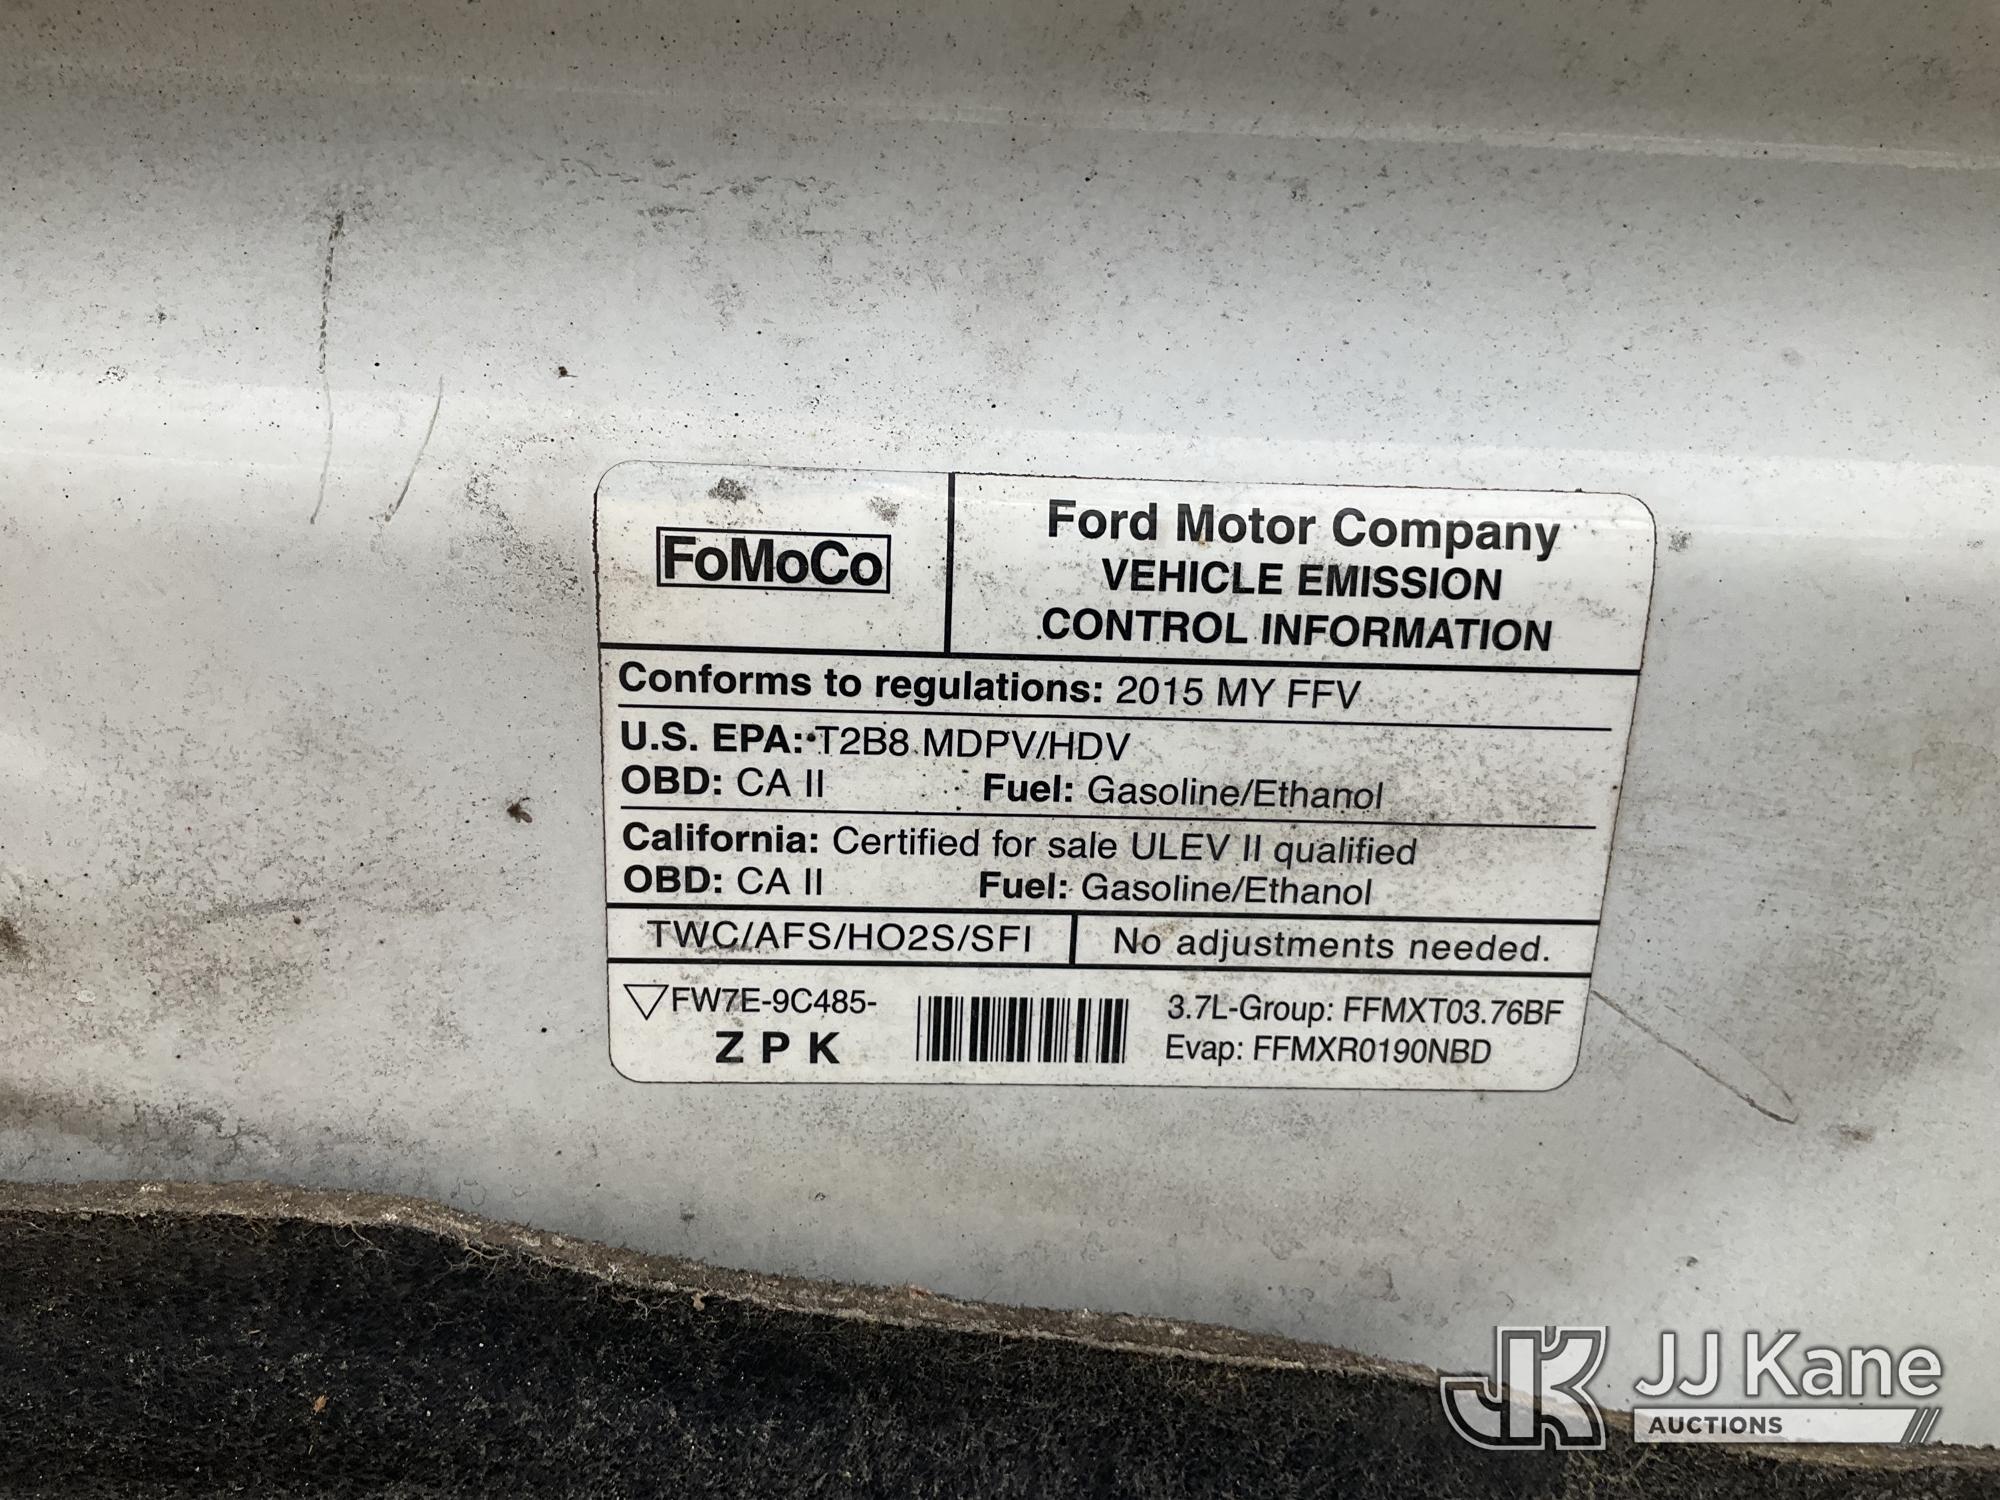 FoMoCo
Ford Motor Company
VEHICLE EMISSION
CONTROL INFORMATION
Conforms to regulations: 2015 MY FFV
U.S. EPA: T2B8 MDPV/HDV
OBD: CA II Fuel: Gasoline/Ethanol
California: Certified for sale ULEV II qualified
OBD: CA II Fuel: Gasoline/Ethanol
TWC/AFS/HO2S/SFI
No adjustments needed.
FW7E-9C485-
Z P K
3.7L-Group: FFMXT03.76BF
Evap: FFMXR0190NBD
JK
JJ Kane
AUCTIONS